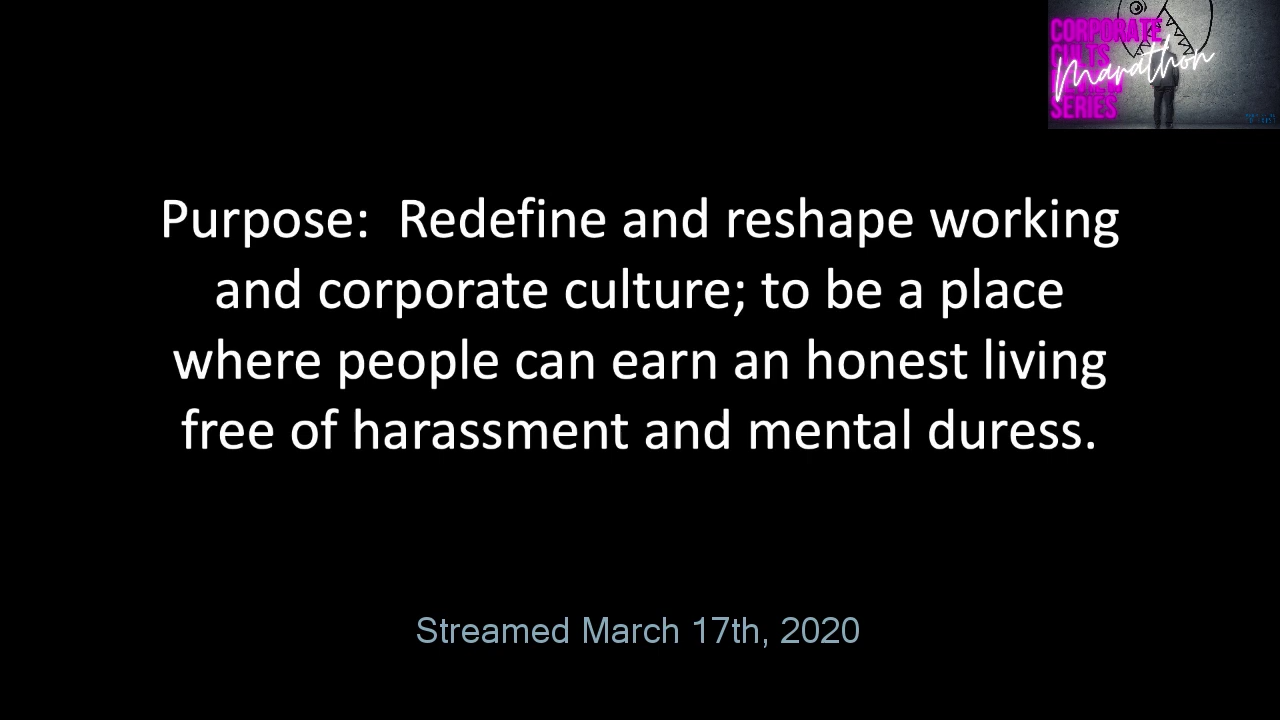 CORPORATE
CULTS
Marathon
SERIES
Purpose:  Redefine and reshape working
and corporate culture; to be a place
where people can earn an honest living
free of harassment and mental duress.
Streamed March 17th, 2020